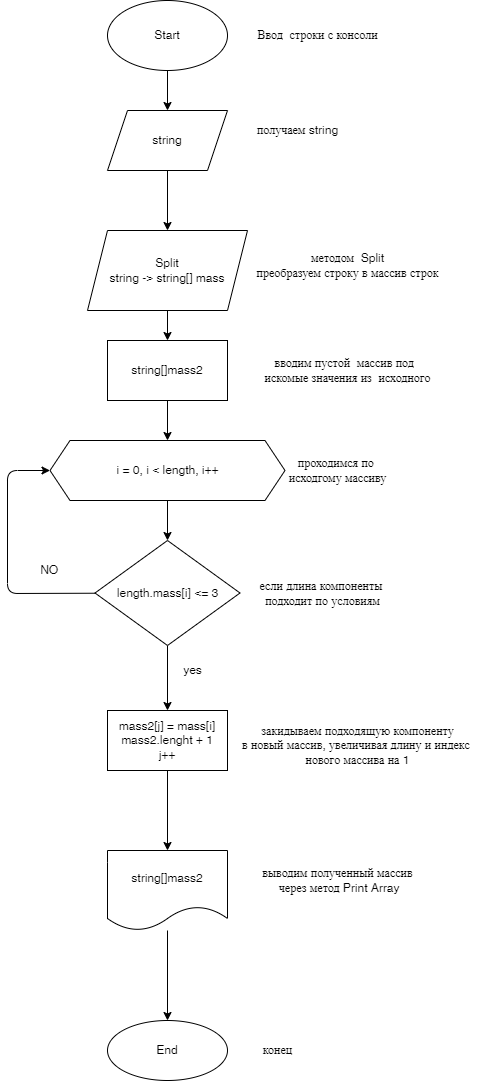 Start
Ввод строки с консоли
string
получаем string
Split
string -> string[] mass
методом Split
преобразуем строку в массив строк
string[]mass2
вводим пустой массив под
искомые значения из исходного
i = 0, i < length, i++
проходимся по
исходгому массиву
NO
length.mass[i] <= 3
если длина компоненты
подходит по условиям
yes
mass2[j] = mass[i]
mass2.lenght + 1
j++
закидываем подходящую компоненту
в новый массив, увеличивая длину и индекс
нового массива на 1
string[]mass2
выводим полученный массив
через метод Print Array
End
конец